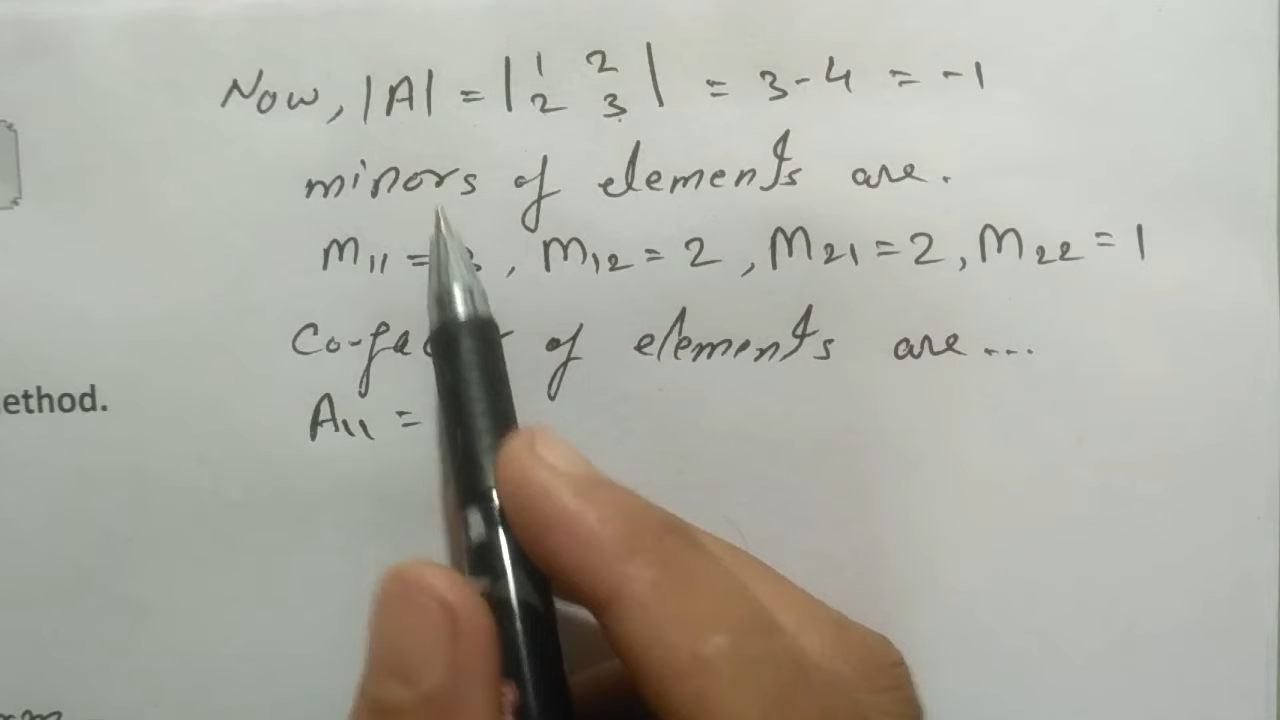 Now, |A| = |1 2| = 3-4 = -1
|2 3|
minors of elements are.
M11 = , M12 = 2, M21 = 2, M22 = 1
Co-fa of elements are...
ethod.
A11 =